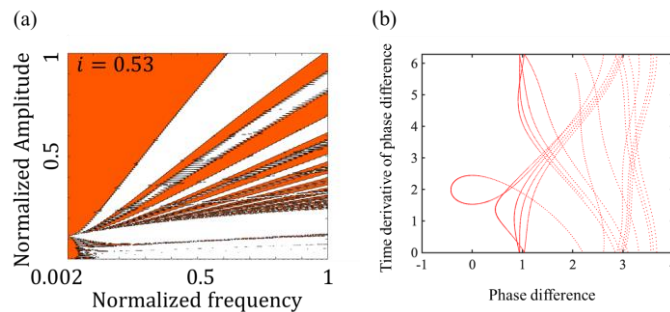 (a)
(b)
i = 0.53
Normalized Amplitude
1
0.5
0.002
0.5
1
Normalized frequency
Time derivative of phase difference
6
5
4
3
2
1
0
-1
0
1
2
3
Phase difference